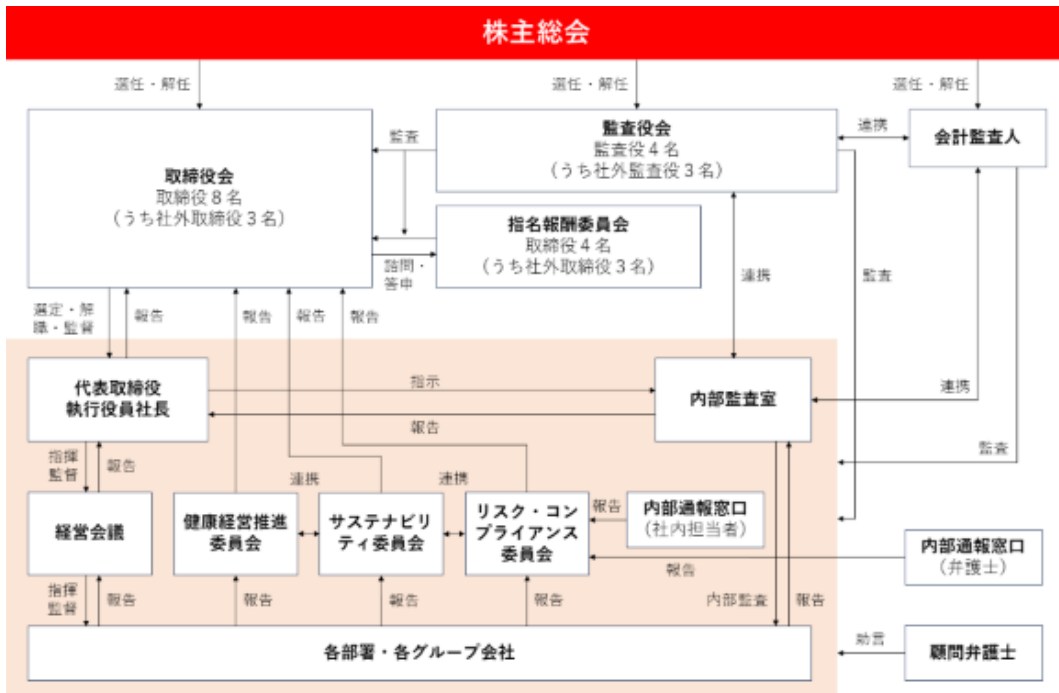 株主総会
選任・解任
選任・解任
選任・解任
取締役会
取締役8名
（うち社外取締役3名）
監査
監査役会
監査役4名
（うち社外監査役3名）
連携
会計監査人
指名報酬委員会
取締役4名
（うち社外取締役3名）
諮問・
答申
連携
監査
選定・解
職・監督
報告
報告
報告
報告
代表取締役
執行役員社長
指示
報告
内部監査室
連携
監査
指揮
監督
報告
連携
連携
経営会議
健康経営推進
委員会
サステナビリ
ティ委員会
リスク・コン
プライアンス
委員会
報告
内部通報窓口
（社内担当者）
報告
内部通報窓口
（弁護士）
指揮
監督
報告
報告
報告
報告
内部監査
報告
各部署・各グループ会社
助言
顧問弁護士